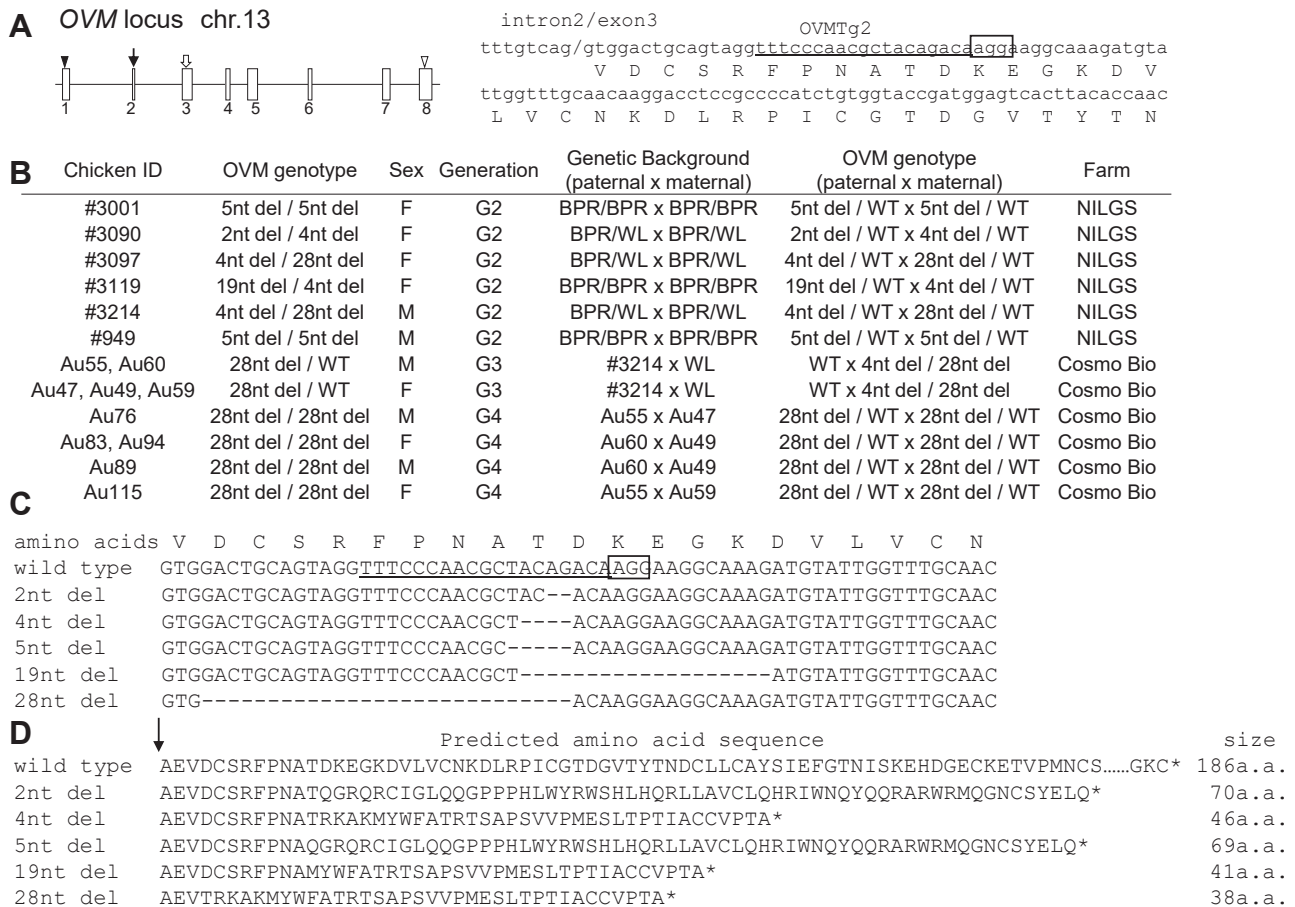 A OVM locus chr.13
1 2 3 4 5 6 7 8
intron2/exon3
OVMTg2
tttgtcag/gtggactgcagtaggtttcccaacgctacagacaaggaaggcaaagatgta
V D C S R F P N A T D K E G K D V
ttggtttgcaacaaggacctccgccccatctgtggtaccgatggagtcacttacaccaac
L V C N K D L R P I C G T D G V T Y T N
B Chicken ID OVM genotype Sex Generation Genetic Background (paternal x maternal) OVM genotype (paternal x maternal) Farm
#3001 5nt del / 5nt del F G2 BPR/BPR x BPR/BPR 5nt del / WT x 5nt del / WT NILGS
#3090 2nt del / 4nt del F G2 BPR/WL x BPR/WL 2nt del / WT x 4nt del / WT NILGS
#3097 4nt del / 28nt del F G2 BPR/WL x BPR/WL 4nt del / WT x 28nt del / WT NILGS
#3119 19nt del / 4nt del F G2 BPR/BPR x BPR/BPR 19nt del / WT x 4nt del / WT NILGS
#3214 4nt del / 28nt del M G2 BPR/WL x BPR/WL 4nt del / WT x 28nt del / WT NILGS
#949 5nt del / 5nt del M G2 BPR/BPR x BPR/BPR 5nt del / WT x 5nt del / WT NILGS
Au55, Au60 28nt del / WT M G3 #3214 x WL WT x 4nt del / 28nt del Cosmo Bio
Au47, Au49, Au59 28nt del / WT F G3 #3214 x WL WT x 4nt del / 28nt del Cosmo Bio
Au76 28nt del / 28nt del M G4 Au55 x Au47 28nt del / WT x 28nt del / WT Cosmo Bio
Au83, Au94 28nt del / 28nt del F G4 Au60 x Au49 28nt del / WT x 28nt del / WT Cosmo Bio
Au89 28nt del / 28nt del M G4 Au60 x Au49 28nt del / WT x 28nt del / WT Cosmo Bio
Au115 28nt del / 28nt del F G4 Au55 x Au59 28nt del / WT x 28nt del / WT Cosmo Bio
C
amino acids V D C S R F P N A T D K E G K D V L V C N
wild type GTGGACTGCAGTAGGTTTCCCAACGCTACAGACAAGGAAGGCAAAGATGTATTGGTTTGCAAC
2nt del GTGGACTGCAGTAGGTTTCCCAACGCTAC--ACAAGGAAGGCAAAGATGTATTGGTTTGCAAC
4nt del GTGGACTGCAGTAGGTTTCCCAACGCT----ACAAGGAAGGCAAAGATGTATTGGTTTGCAAC
5nt del GTGGACTGCAGTAGGTTTCCCAACGC-----ACAAGGAAGGCAAAGATGTATTGGTTTGCAAC
19nt del GTGGACTGCAGTAGGTTTCCCAACGCT-------------------ATGTATTGGTTTGCAAC
28nt del GTG----------------------------ACAAGGAAGGCAAAGATGTATTGGTTTGCAAC
D Predicted amino acid sequence size
wild type AEVDCSRFPNATDKEGKDVLVCNKDLRPICGTDGVTYTNDCLLCAYSIEFGTNISKEHDGECKETVPMNCS……GKC* 186a.a.
2nt del AEVDCSRFPNATQGRQRCIGLQQGPPPHLWYRWSHLHQRLLAVCLQHRIWNQYQQRARWRMQGNCSYELQ* 70a.a.
4nt del AEVDCSRFPNATRKAKMYWFATRTSAPSVVPMESLTPTIACCVPTA* 46a.a.
5nt del AEVDCSRFPNAQGRQRCIGLQQGPPPHLWYRWSHLHQRLLAVCLQHRIWNQYQQRARWRMQGNCSYELQ* 69a.a.
19nt del AEVDCSRFPNAMYWFATRTSAPSVVPMESLTPTIACCVPTA* 41a.a.
28nt del AEVTRKAKMYWFATRTSAPSVVPMESLTPTIACCVPTA* 38a.a.